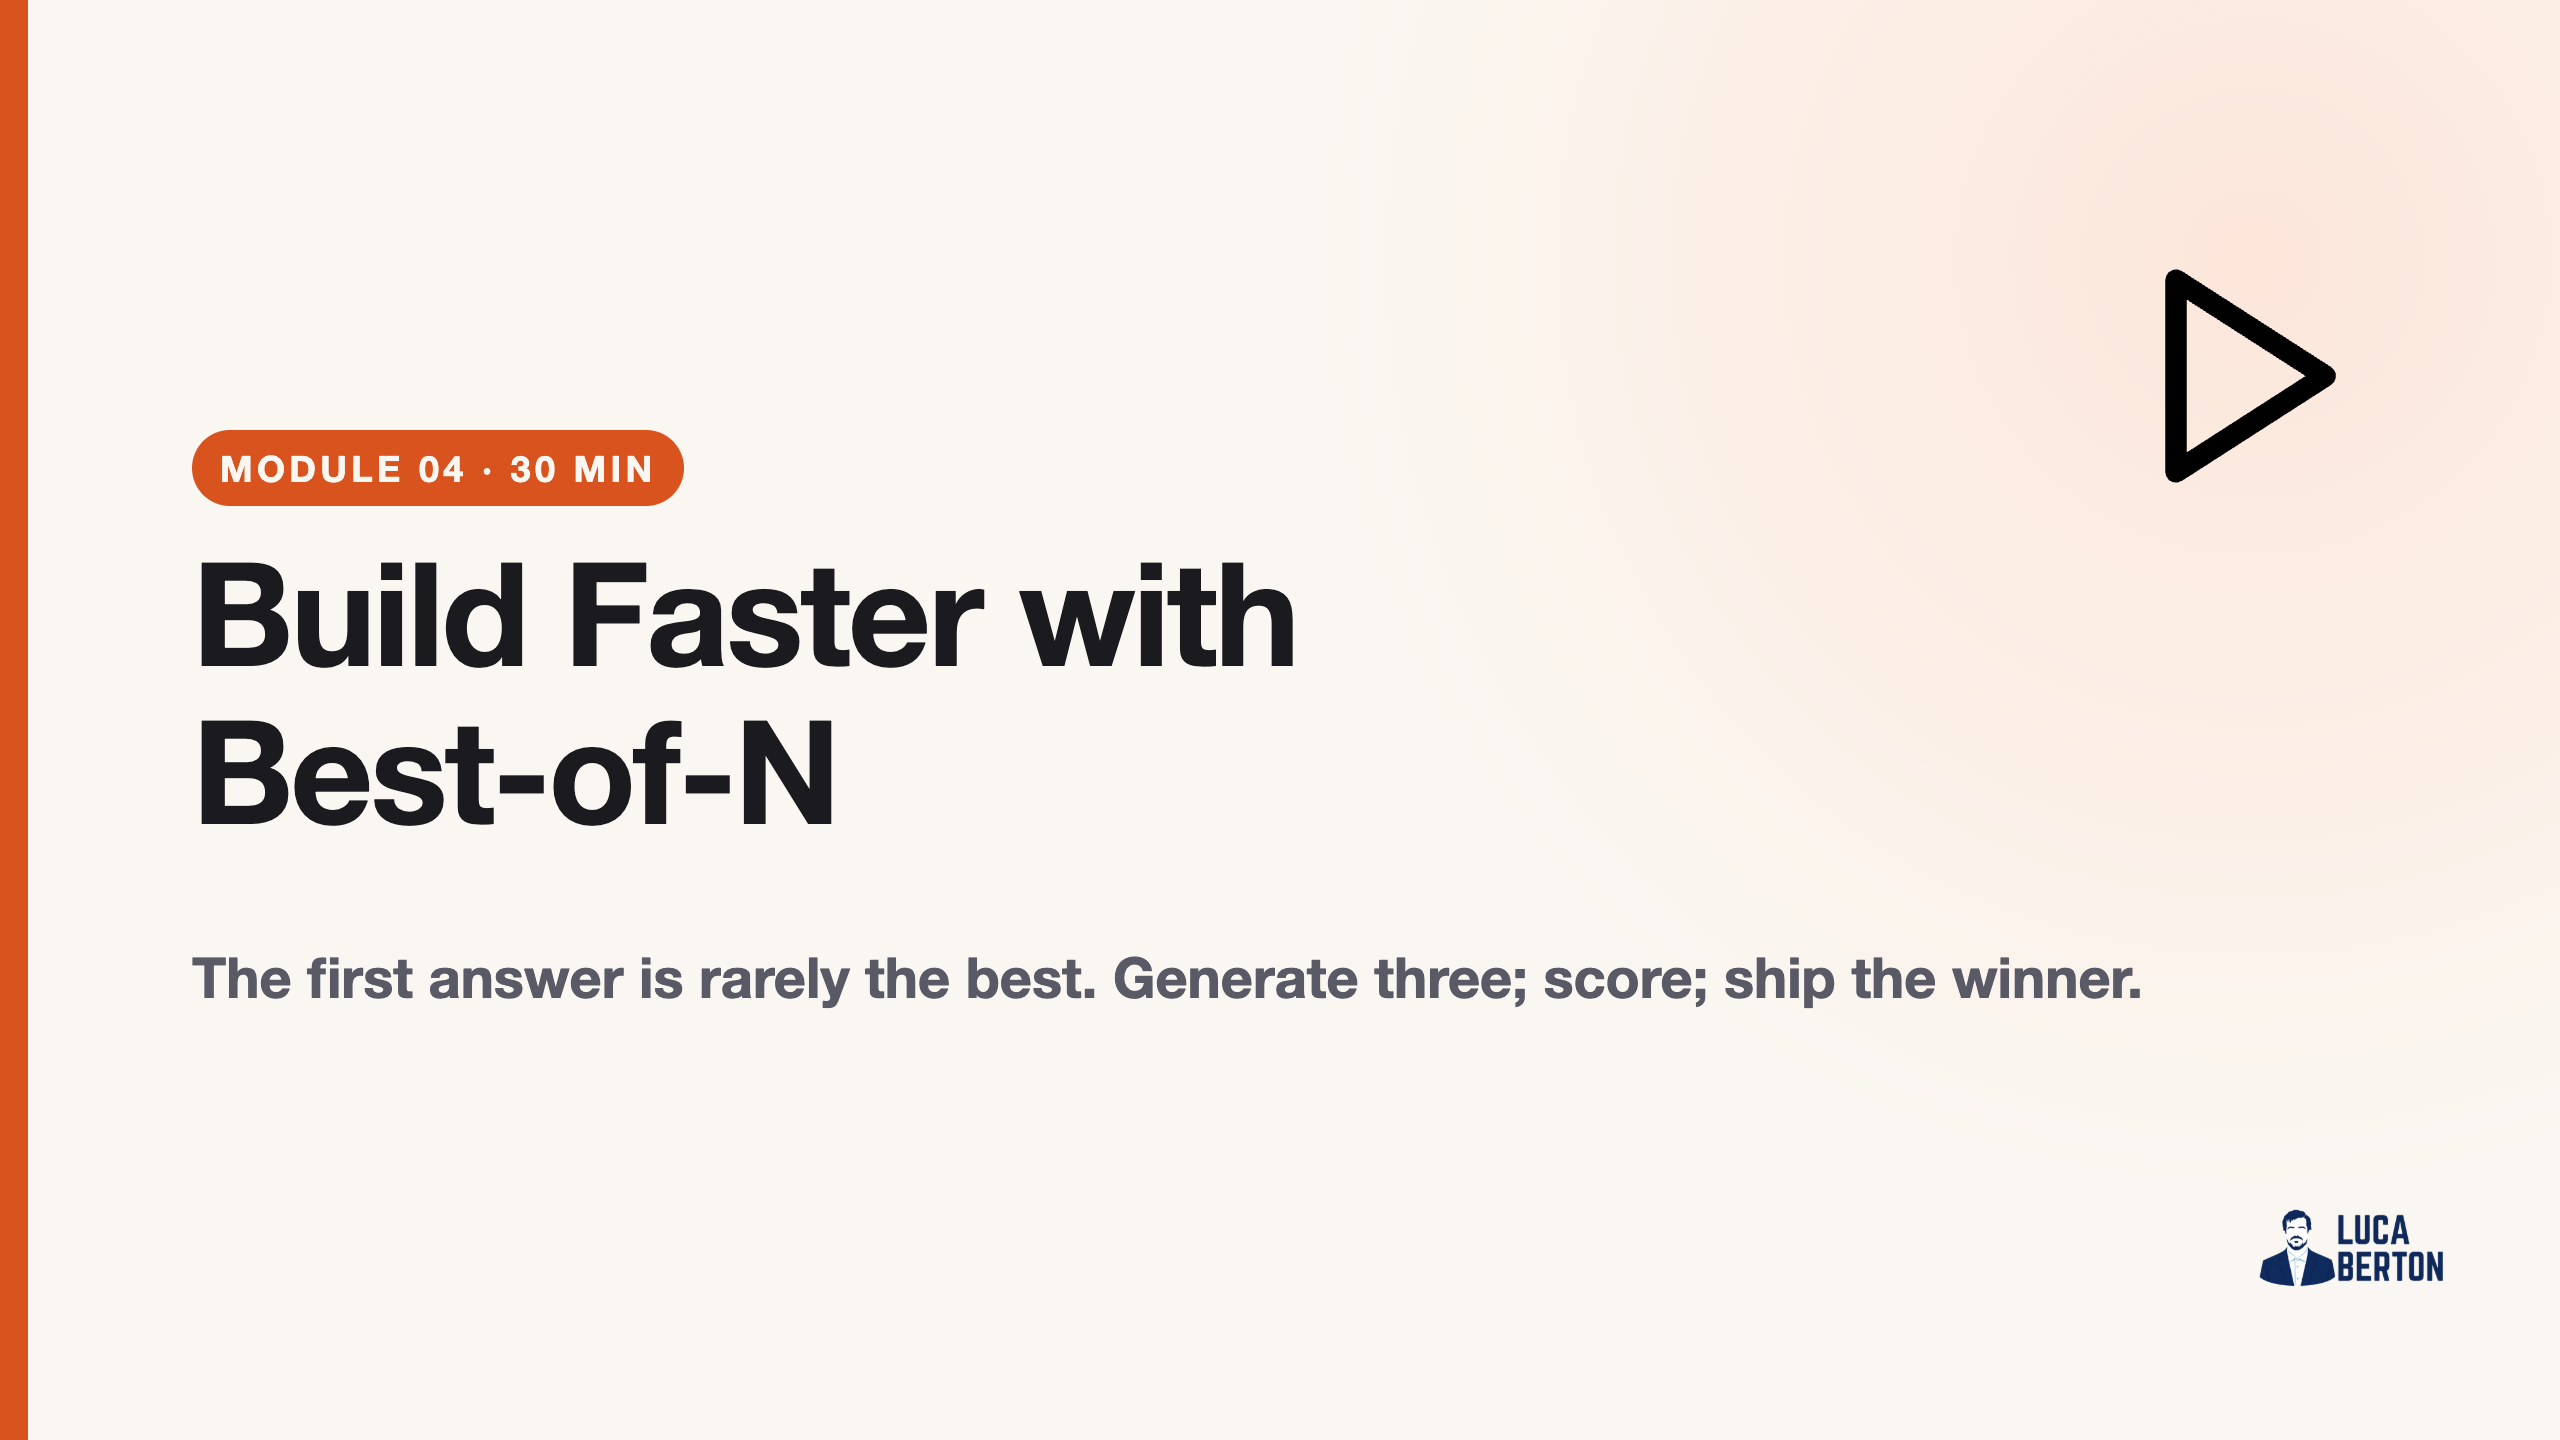 MODULE 04 · 30 MIN
Build Faster with
Best-of-N
The first answer is rarely the best. Generate three; score; ship the winner.
LUCA
BERTON